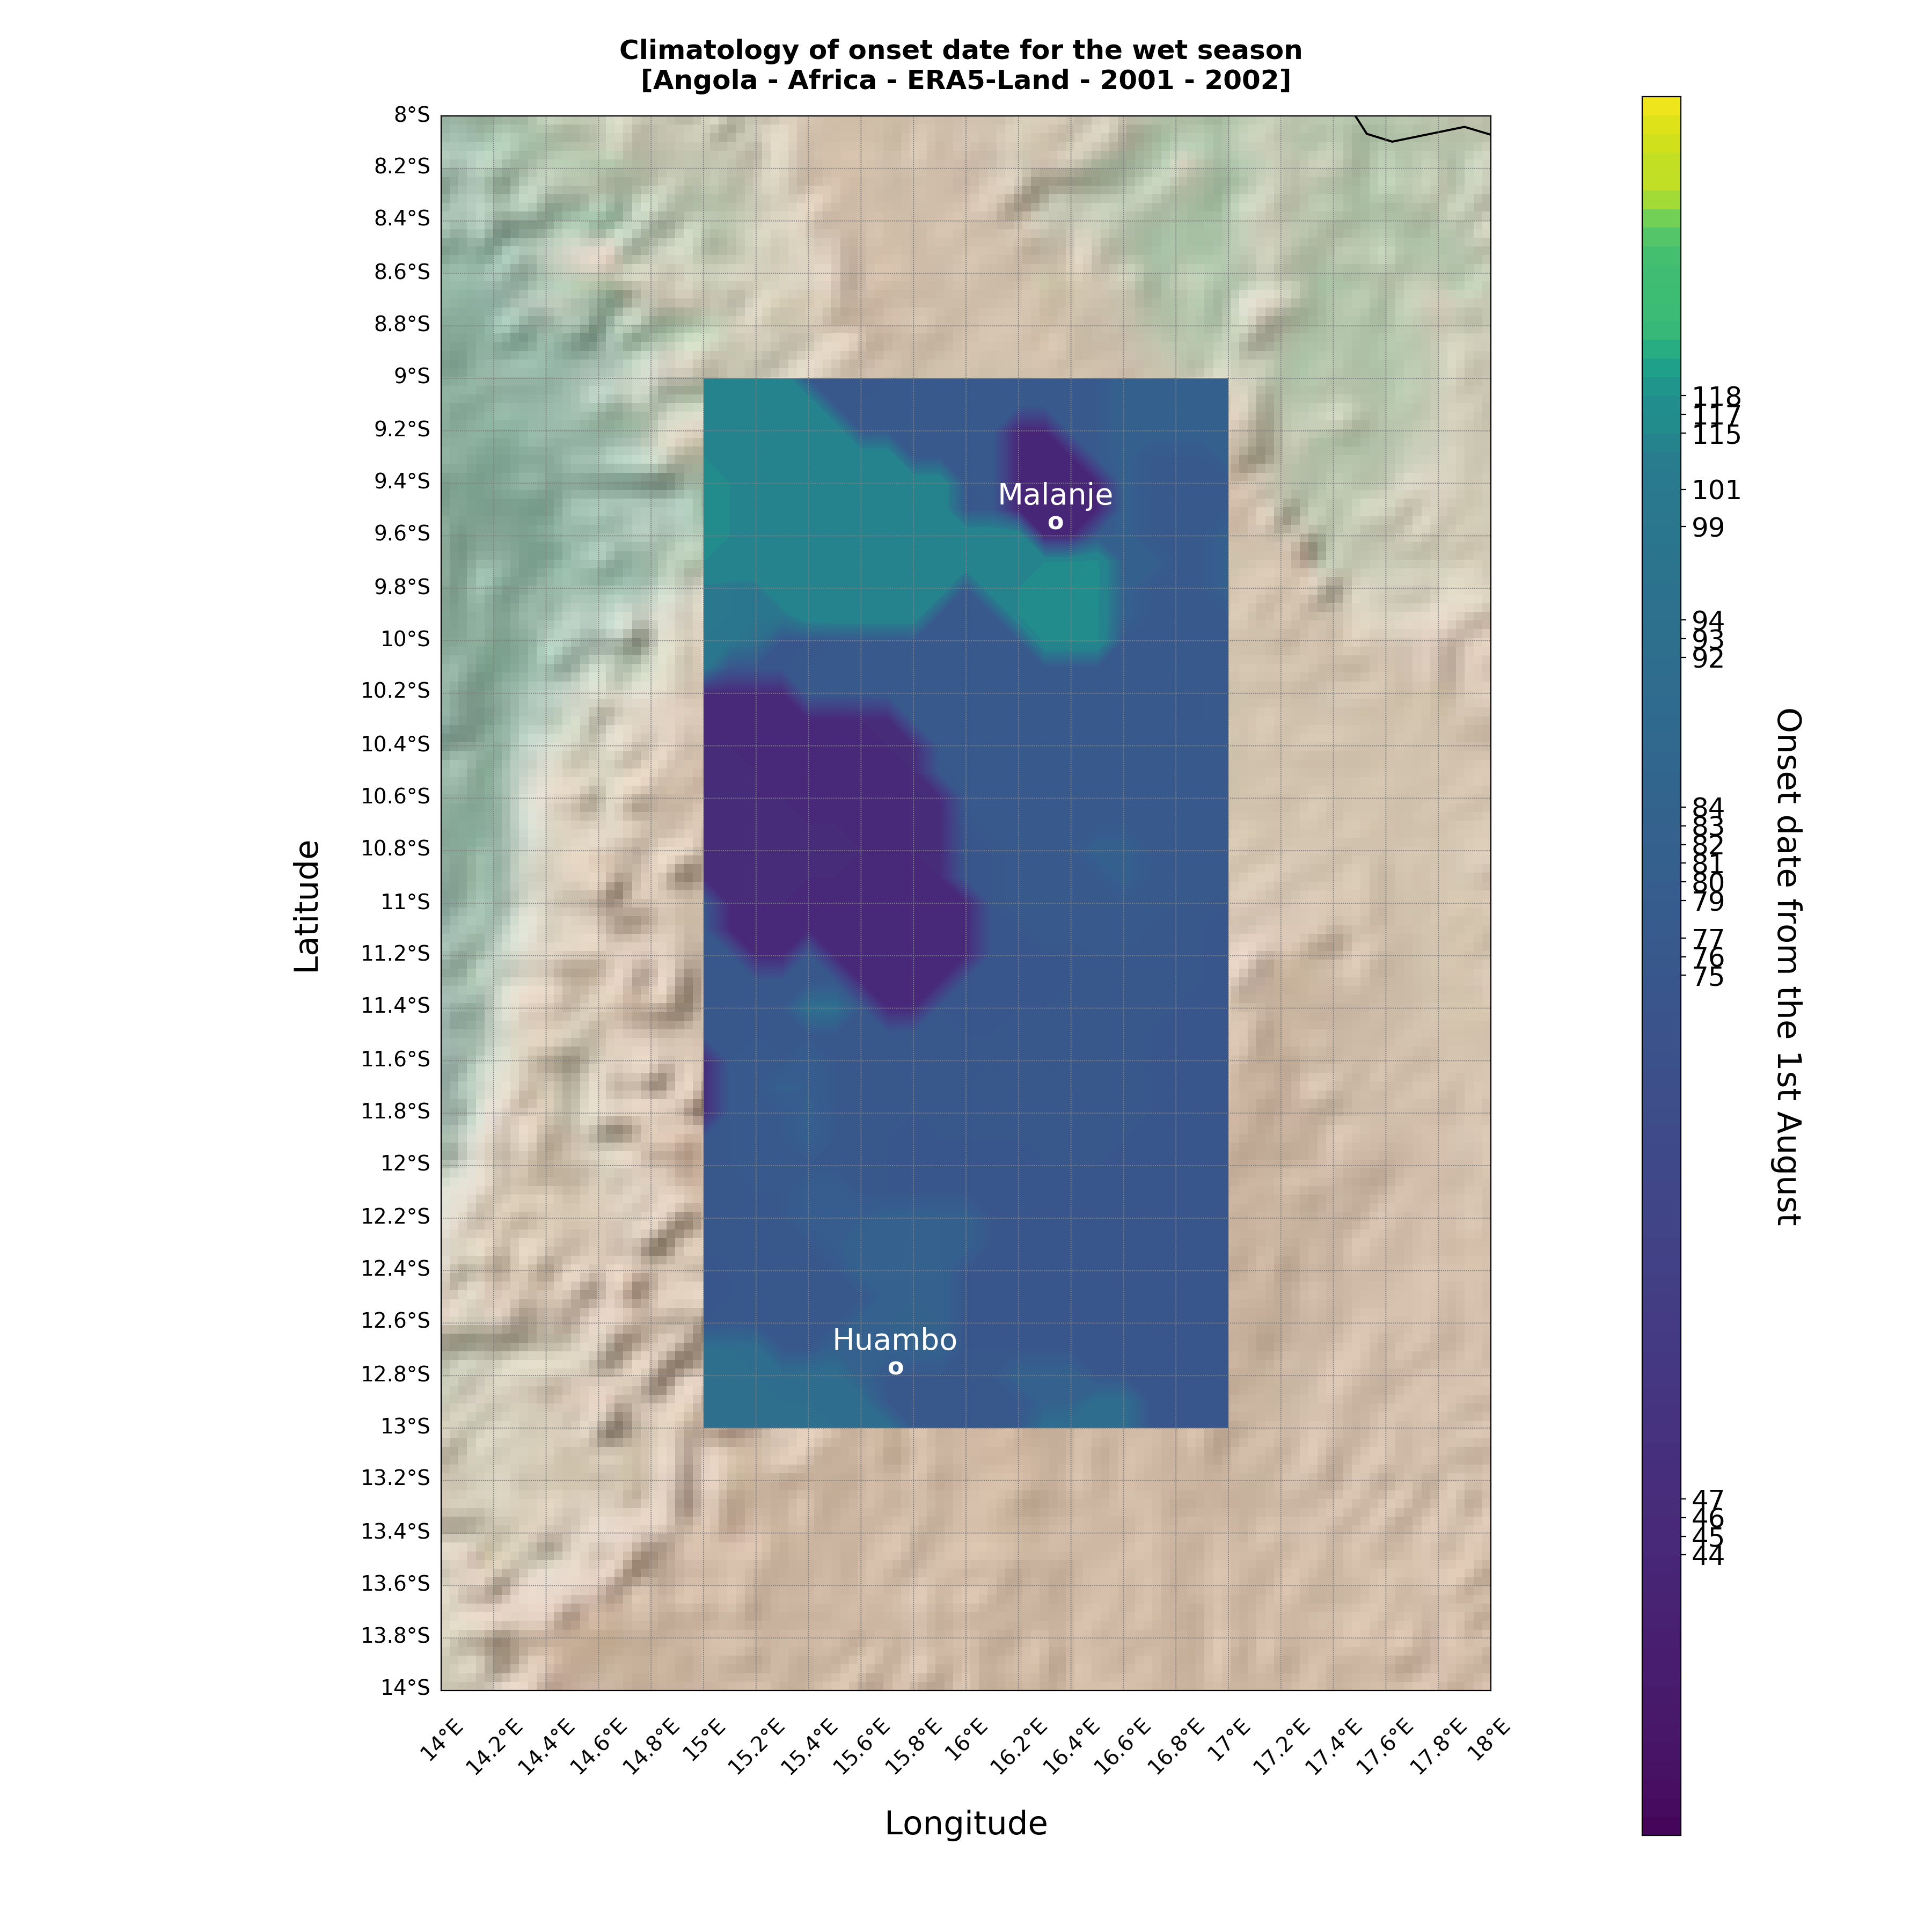 Climatology of onset date for the wet season
[Angola - Africa - ERA5-Land - 2001 - 2002]
8°S
8.2°S
8.4°S
8.6°S
8.8°S
9°S
9.2°S
9.4°S
9.6°S
9.8°S
10°S
10.2°S
10.4°S
10.6°S
10.8°S
11°S
11.2°S
11.4°S
11.6°S
11.8°S
12°S
12.2°S
12.4°S
12.6°S
12.8°S
13°S
13.2°S
13.4°S
13.6°S
13.8°S
14°S
Latitude
Malanje
Huambo
14°E
14.2°E
14.4°E
14.6°E
14.8°E
15°E
15.2°E
15.4°E
15.6°E
15.8°E
16°E
16.2°E
16.4°E
16.6°E
16.8°E
17°E
17.2°E
17.4°E
17.6°E
17.8°E
18°E
Longitude
118
117
115
101
99
94
93
92
84
83
82
81
80
79
77
76
75
47
46
45
44
Onset date from the 1st August